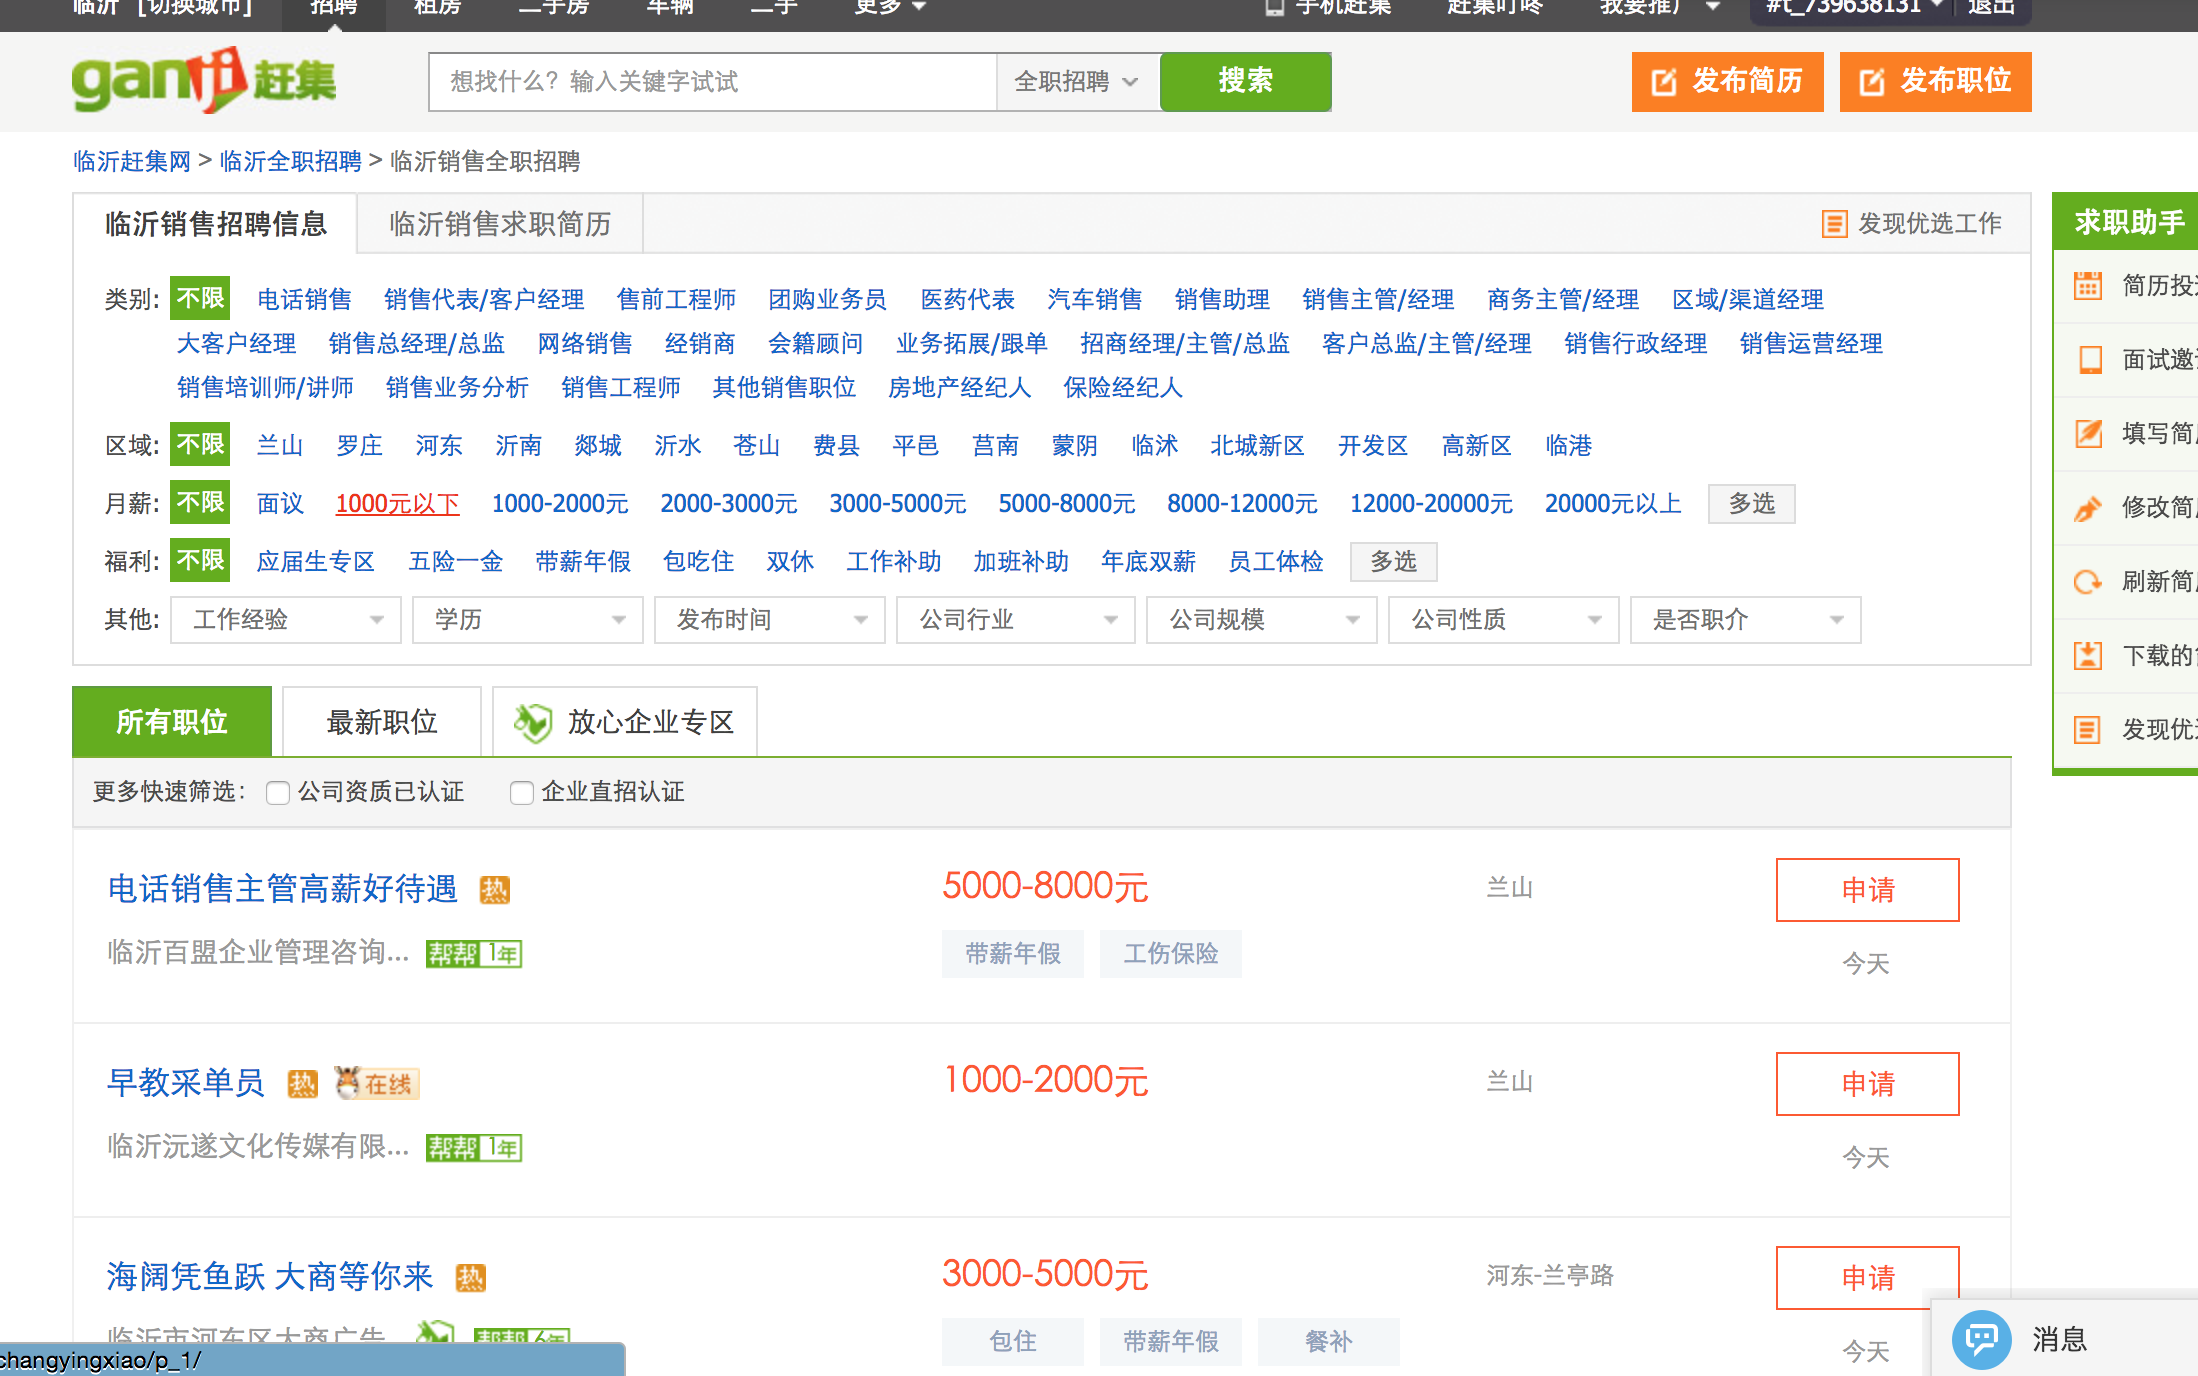 临沂 [切换城市] 招聘 租房 二手房 车辆 二手 更多 手机赶集 赶集叮咚 我要推广 #t_739638131 退出
ganji 赶集 想找什么？输入关键字试试 全职招聘 搜索 发布简历 发布职位
临沂赶集网 > 临沂全职招聘 > 临沂销售全职招聘
临沂销售招聘信息 临沂销售求职简历 发现优选工作
类别: 不限 电话销售 销售代表/客户经理 售前工程师 团购业务员 医药代表 汽车销售 销售助理 销售主管/经理 商务主管/经理 区域/渠道经理
大客户经理 销售总经理/总监 网络销售 经销商 会籍顾问 业务拓展/跟单 招商经理/主管/总监 客户总监/主管/经理 销售行政经理 销售运营经理
销售培训师/讲师 销售业务分析 销售工程师 其他销售职位 房地产经纪人 保险经纪人
区域: 不限 兰山 罗庄 河东 沂南 郯城 沂水 苍山 费县 平邑 莒南 蒙阴 临沭 北城新区 开发区 高新区 临港
月薪: 不限 面议 1000元以下 1000-2000元 2000-3000元 3000-5000元 5000-8000元 8000-12000元 12000-20000元 20000元以上 多选
福利: 不限 应届生专区 五险一金 带薪年假 包吃住 双休 工作补助 加班补助 年底双薪 员工体检 多选
其他: 工作经验 学历 发布时间 公司行业 公司规模 公司性质 是否职介
求职助手
简历投
面试邀
填写简
修改简
刷新简
下载的
发现优
所有职位 最新职位 放心企业专区
更多快速筛选： 公司资质已认证 企业直招认证
电话销售主管高薪好待遇 热 5000-8000元 兰山 申请
临沂百盟企业管理咨询... 帮帮 1年 带薪年假 工伤保险 今天
早教采单员 热 在线 1000-2000元 兰山 申请
临沂沅遂文化传媒有限... 帮帮 1年 今天
海阔凭鱼跃 大商等你来 热 3000-5000元 河东-兰亭路 申请
临沂市河东区大商广告 帮帮 6年 包住 带薪年假 餐补 今天
changyingxiao/p_1/
消息